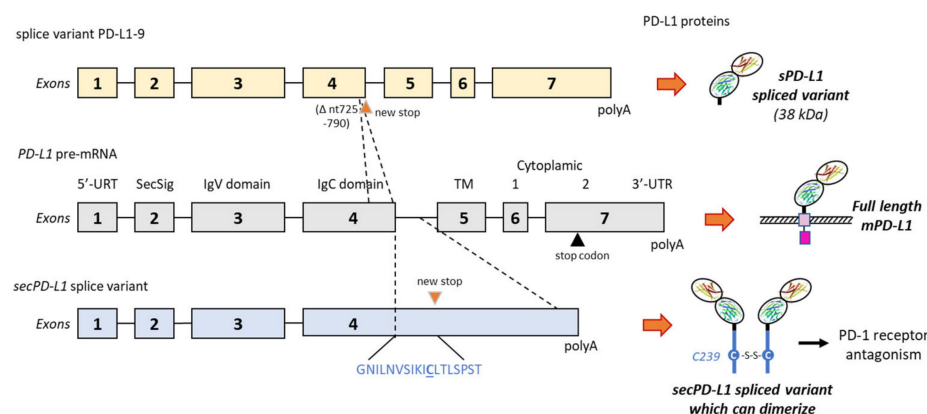 PD-L1 proteins
splice variant PD-L1-9
Exons 1 2 3 4 5 6 7
polyA
(Δ nt725
-790)
new stop
sPD-L1
spliced variant
(38 kDa)
PD-L1 pre-mRNA
Cytoplamic
5'-URT SecSig IgV domain IgC domain TM 1 2 3'-UTR
Exons 1 2 3 4 5 6 7
polyA
stop codon
Full length
mPD-L1
secPD-L1 splice variant
new stop
Exons 1 2 3 4
polyA
GNILNVSIKICLTLSPST
C239 C -S-S- C
PD-1 receptor
antagonism
secPD-L1 spliced variant
which can dimerize